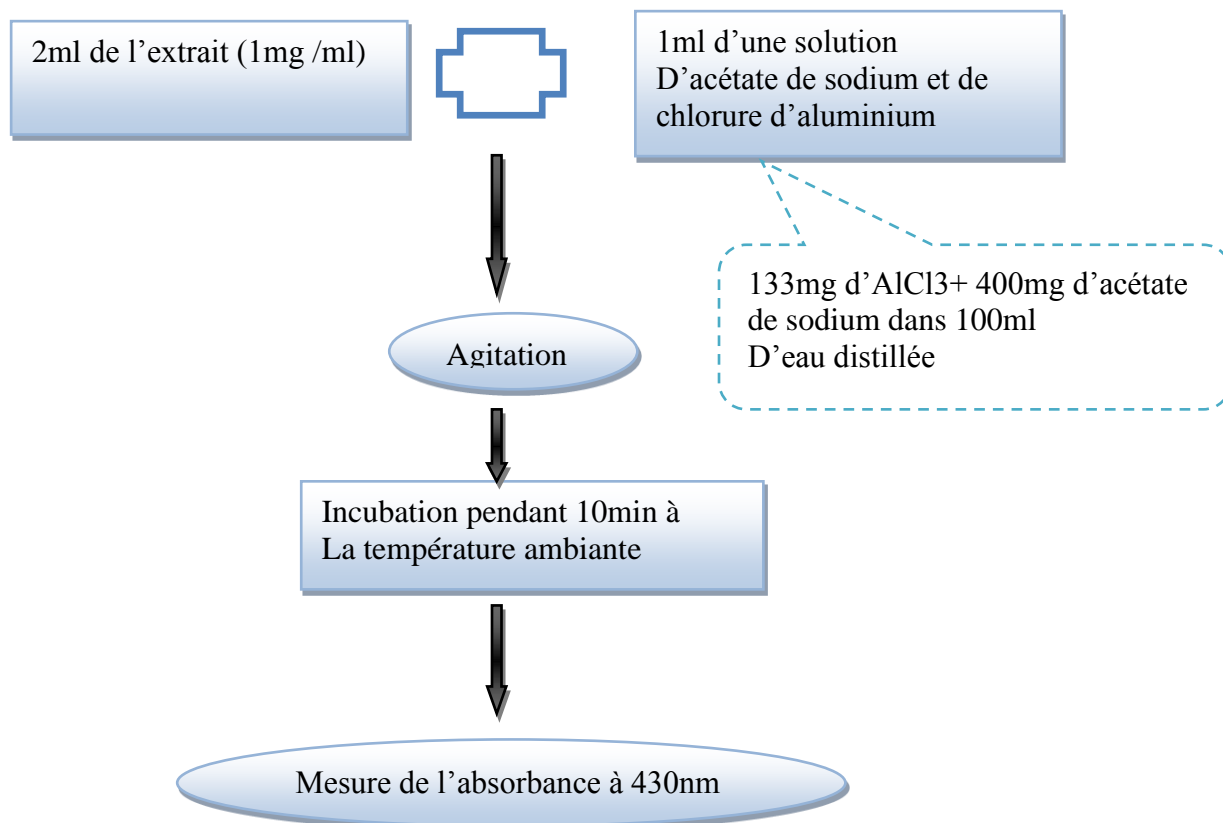 2ml de l’extrait (1mg /ml)
1ml d’une solution
D’acétate de sodium et de
chlorure d’aluminium
133mg d’AlCl3+ 400mg d’acétate
de sodium dans 100ml
D’eau distillée
Agitation
Incubation pendant 10min à
La température ambiante
Mesure de l’absorbance à 430nm